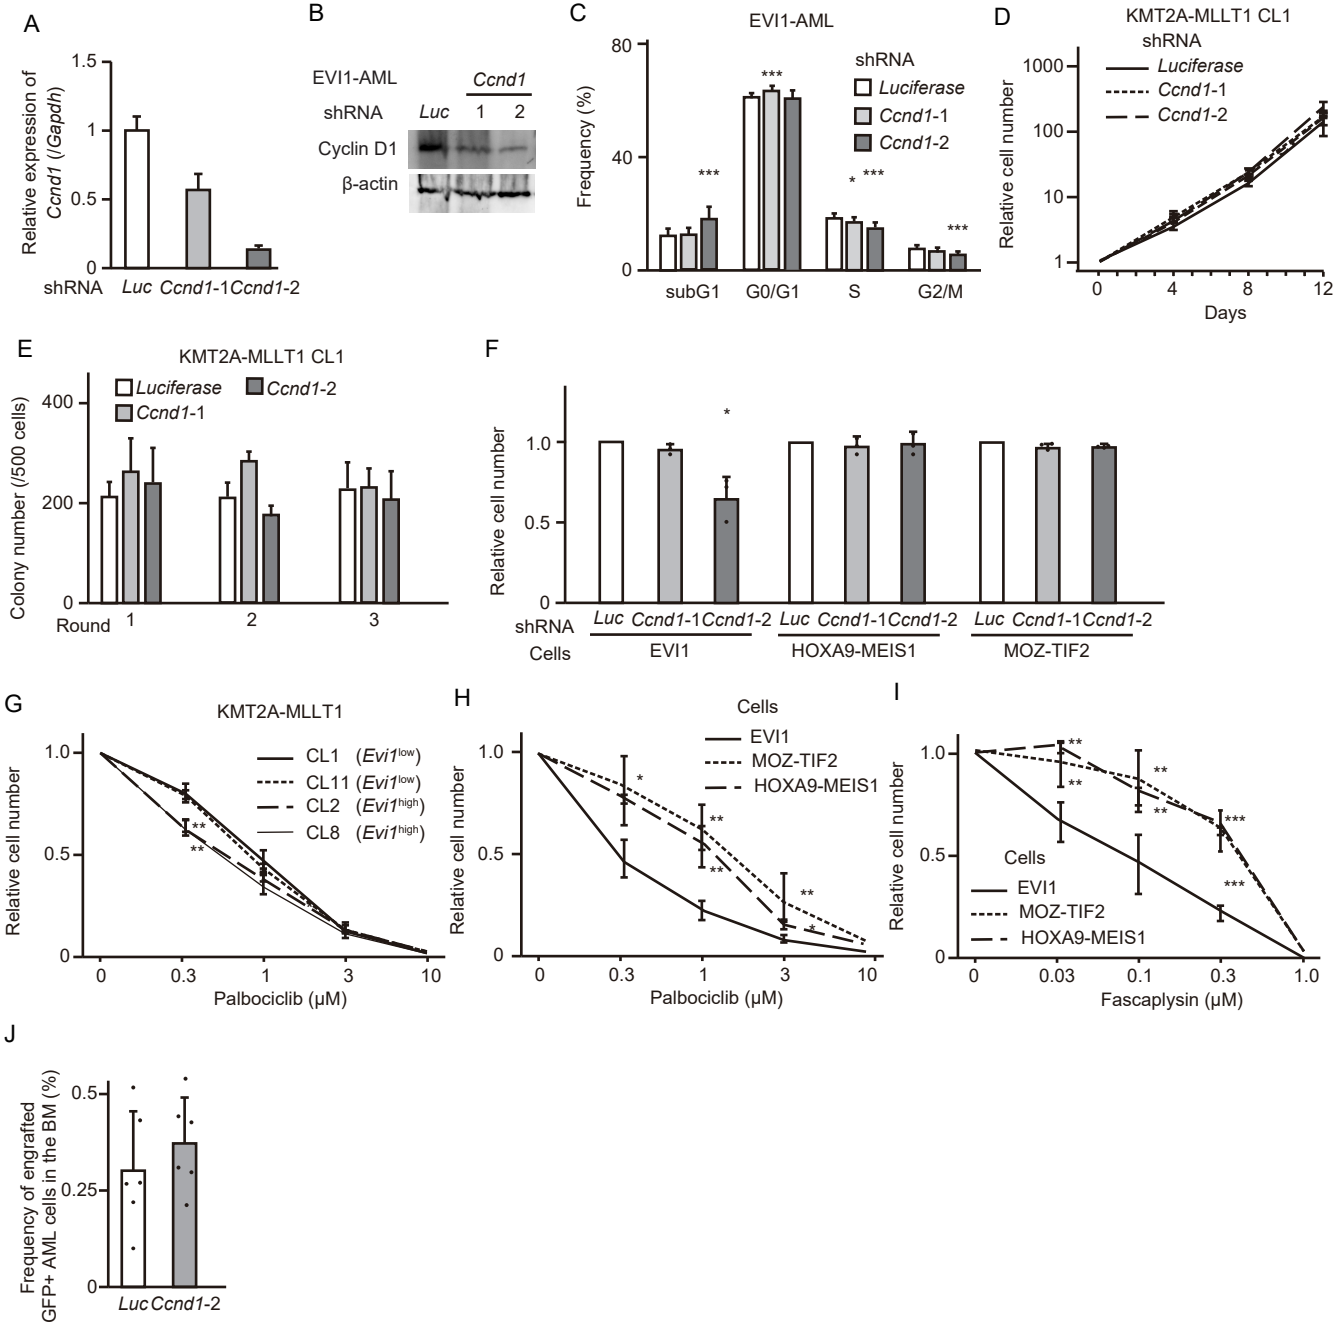 A
Relative expression of
Ccnd1 (/Gapdh)
1.5
1
0.5
0
shRNA Luc Ccnd1-1 Ccnd1-2
B
EVI1-AML Ccnd1
shRNA Luc 1 2
Cyclin D1
β-actin
C
EVI1-AML
Frequency (%)
80
40
0
shRNA
Luciferase
Ccnd1-1
Ccnd1-2
***
***
* ***
***
subG1 G0/G1 S G2/M
D
KMT2A-MLLT1 CL1
shRNA
Luciferase
Ccnd1-1
Ccnd1-2
Relative cell number
1000
100
10
1
0 4 8 12
Days
E
KMT2A-MLLT1 CL1
Luciferase Ccnd1-2
Ccnd1-1
Colony number (/500 cells)
400
200
0
Round 1 2 3
F
Relative cell number
1.0
0.5
0
*
shRNA Luc Ccnd1-1 Ccnd1-2 Luc Ccnd1-1 Ccnd1-2 Luc Ccnd1-1 Ccnd1-2
Cells EVI1 HOXA9-MEIS1 MOZ-TIF2
G
KMT2A-MLLT1
CL1 (Evi1low)
CL11 (Evi1low)
CL2 (Evi1high)
CL8 (Evi1high)
Relative cell number
1.0
0.5
0
**
**
0 0.3 1 3 10
Palbociclib (μM)
H
Cells
EVI1
MOZ-TIF2
HOXA9-MEIS1
Relative cell number
1.0
0.5
0
*
**
**
**
*
0 0.3 1 3 10
Palbociclib (μM)
I
Relative cell number
1.0
0.5
0
**
**
**
**
***
***
Cells
EVI1
MOZ-TIF2
HOXA9-MEIS1
0 0.03 0.1 0.3 1.0
Fascaplysin (μM)
J
Frequency of engrafted
GFP+ AML cells in the BM (%)
0.5
0.25
0
Luc Ccnd1-2